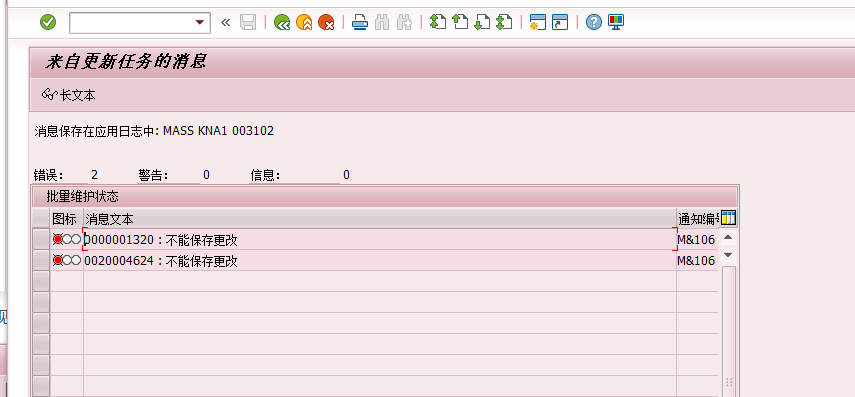 来自更新任务的消息
长文本
消息保存在应用日志中: MASS KNA1 003102
错误: 2 警告: 0 信息: 0
批量维护状态
图标 消息文本 通知编号
0000001320 : 不能保存更改 M&106
0020004624 : 不能保存更改 M&106